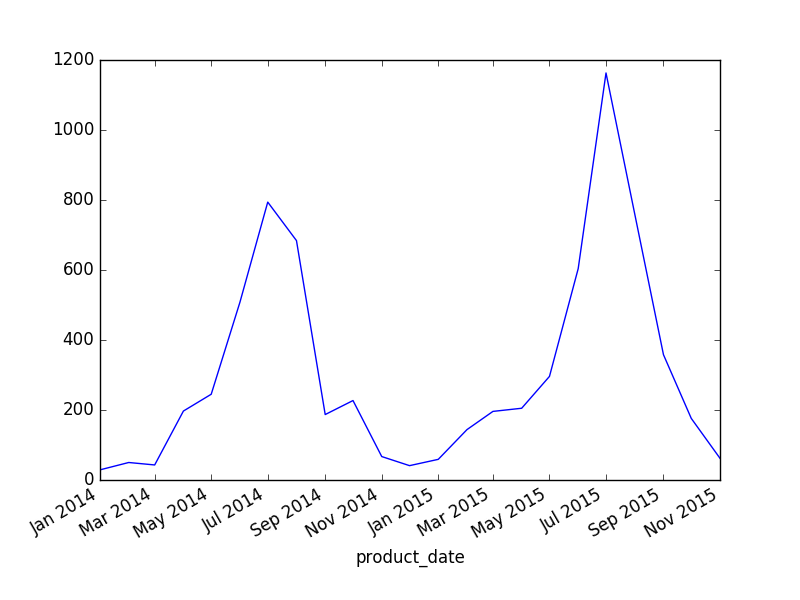 1200
1000
800
600
400
200
0
Jan 2014
Mar 2014
May 2014
Jul 2014
Sep 2014
Nov 2014
Jan 2015
Mar 2015
May 2015
Jul 2015
Sep 2015
Nov 2015
product_date